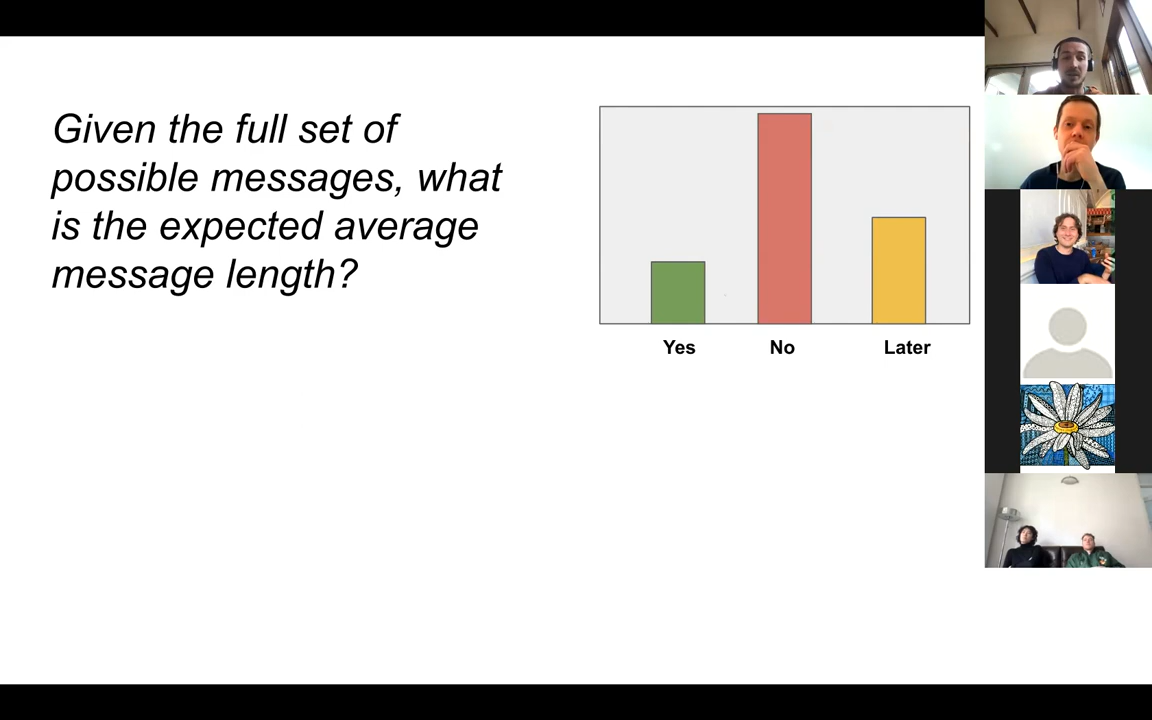 Given the full set of
possible messages, what
is the expected average
message length?
Yes No Later